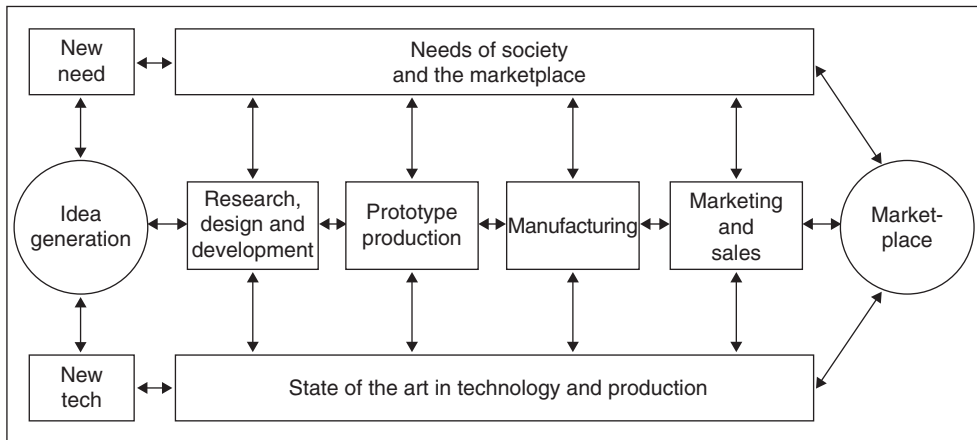 New
need
Needs of society
and the marketplace
Idea
generation
Research,
design and
development
Prototype
production
Manufacturing
Marketing
and
sales
Market-
place
New
tech
State of the art in technology and production